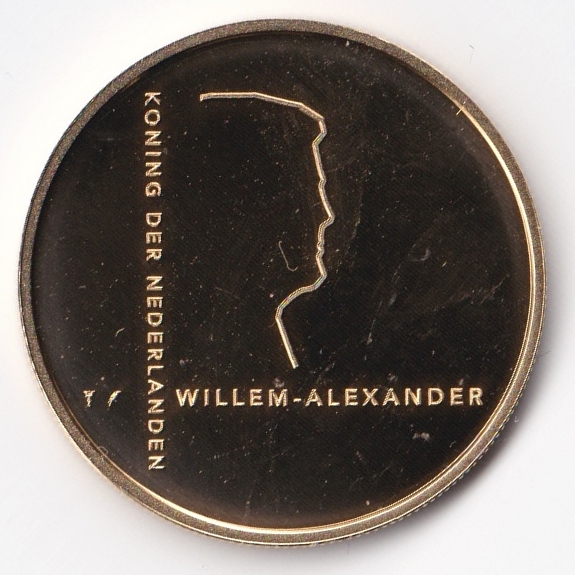 KONING DER NEDERLANDEN
WILLEM-ALEXANDER